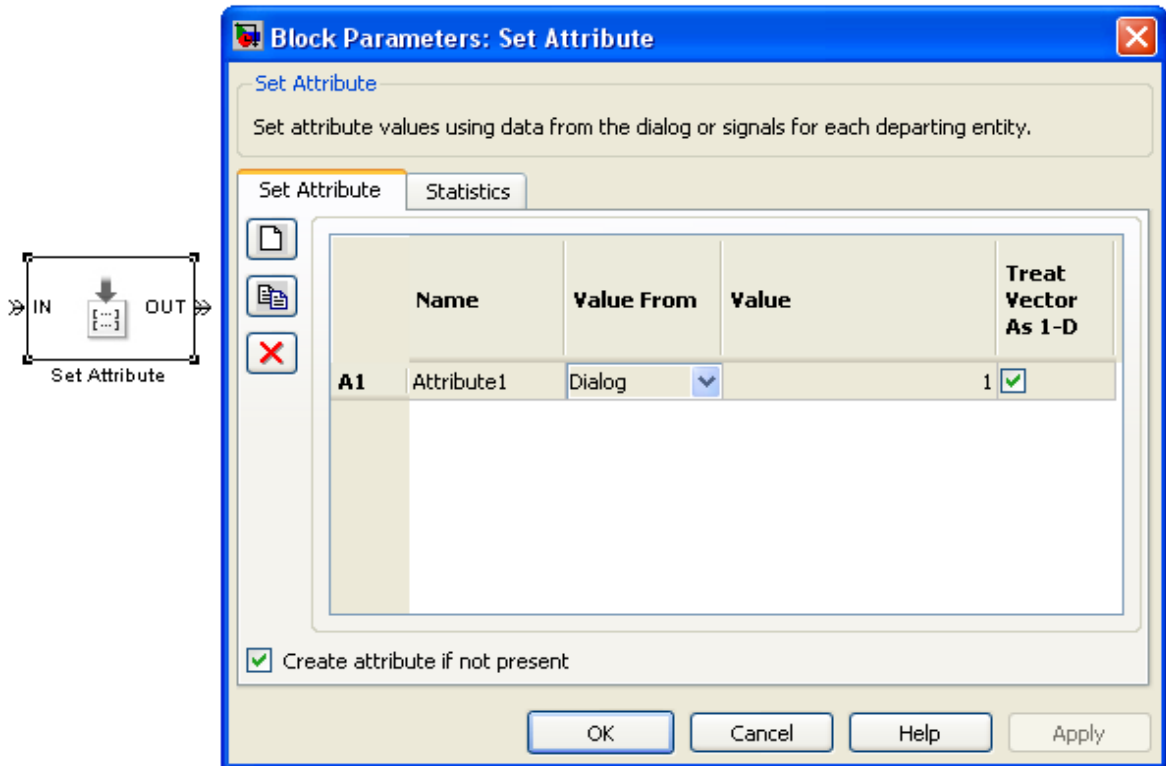 Block Parameters: Set Attribute
Set Attribute
Set attribute values using data from the dialog or signals for each departing entity.
Set Attribute Statistics
IN OUT
Set Attribute
Name Value From Value Treat Vector As 1-D
A1 Attribute1 Dialog 1
Create attribute if not present
OK Cancel Help Apply